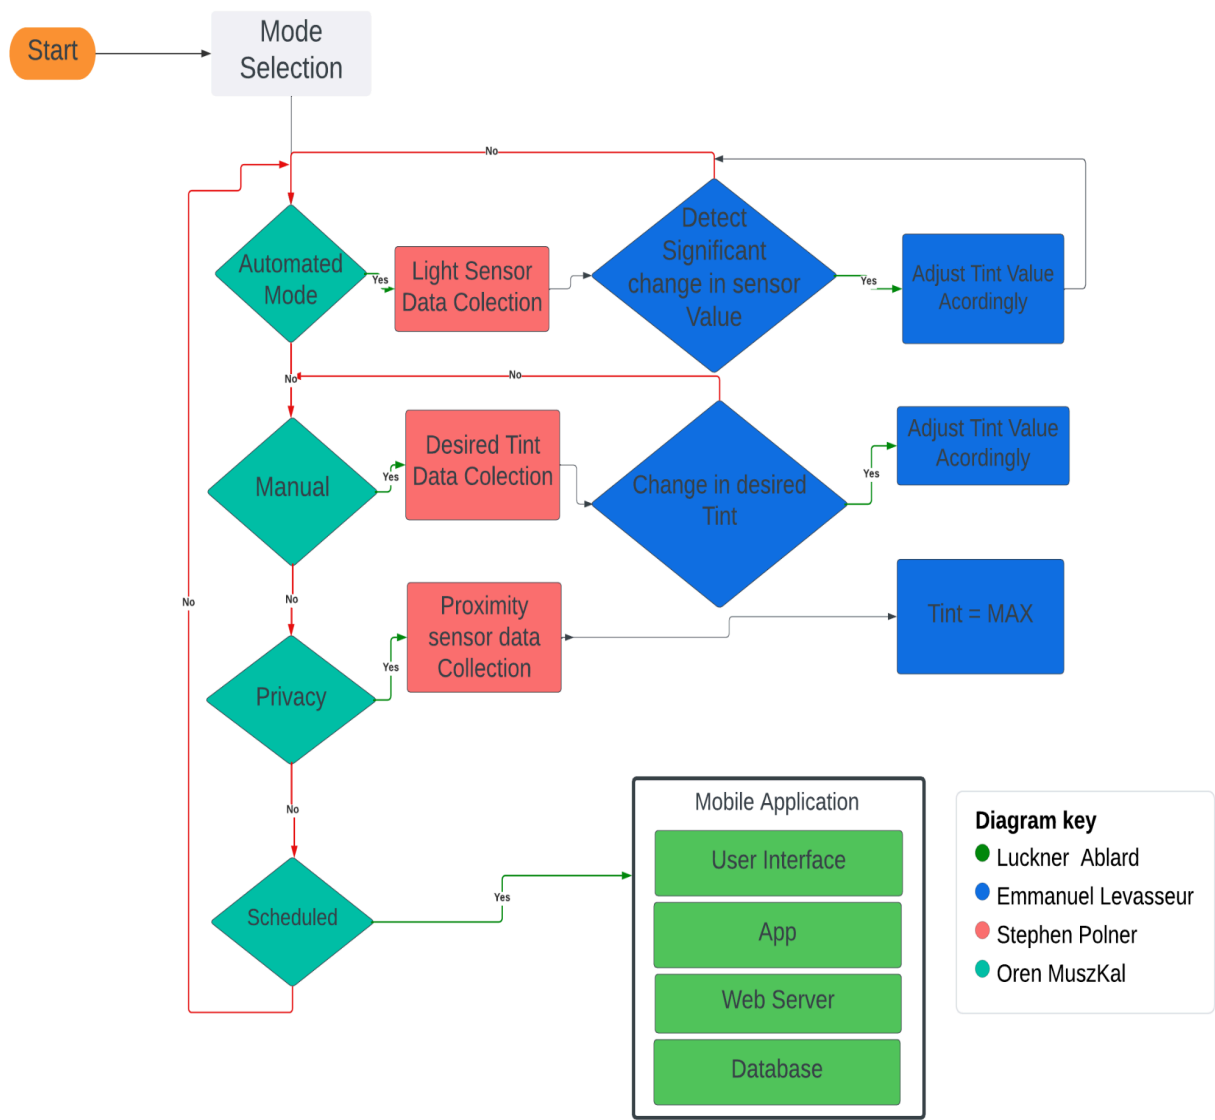 Start
Mode
Selection
No
Automated
Mode
Yes
Light Sensor
Data Colection
Detect
Significant
change in sensor
Value
Yes
Adjust Tint Value
Acordingly
No
No
Manual
Yes
Desired Tint
Data Colection
Change in desired
Tint
Yes
Adjust Tint Value
Acordingly
No
No
Privacy
Yes
Proximity
sensor data
Collection
Tint = MAX
No
Scheduled
Yes
Mobile Application
User Interface
App
Web Server
Database
Diagram key
Luckner Ablard
Emmanuel Levasseur
Stephen Polner
Oren MuszKal